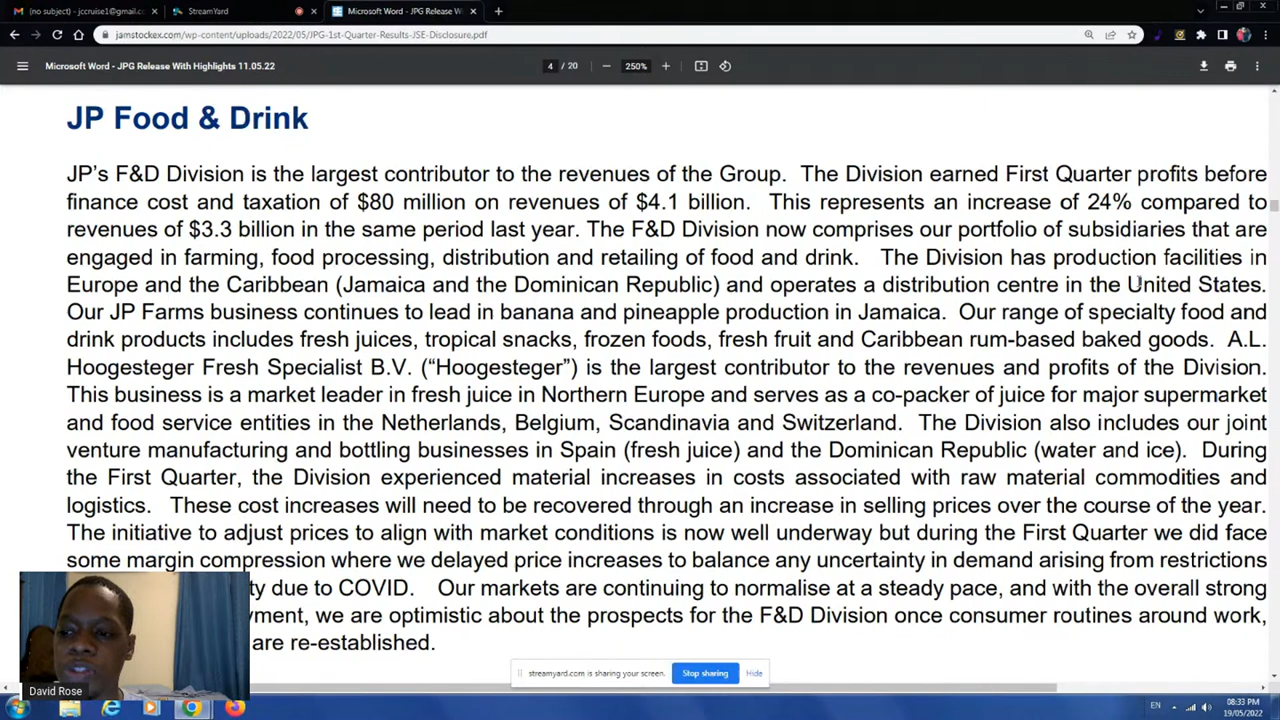 (no subject) - jccruise1@gmail.c
StreamYard
Microsoft Word - JPG Release W
jamstockex.com/wp-content/uploads/2022/05/JPG-1st-Quarter-Results-JSE-Disclosure.pdf
Microsoft Word - JPG Release With Highlights 11.05.22
4 / 20
250%
JP Food & Drink
JP’s F&D Division is the largest contributor to the revenues of the Group. The Division earned First Quarter profits before
finance cost and taxation of $80 million on revenues of $4.1 billion. This represents an increase of 24% compared to
revenues of $3.3 billion in the same period last year. The F&D Division now comprises our portfolio of subsidiaries that are
engaged in farming, food processing, distribution and retailing of food and drink. The Division has production facilities in
Europe and the Caribbean (Jamaica and the Dominican Republic) and operates a distribution centre in the United States.
Our JP Farms business continues to lead in banana and pineapple production in Jamaica. Our range of specialty food and
drink products includes fresh juices, tropical snacks, frozen foods, fresh fruit and Caribbean rum-based baked goods. A.L.
Hoogesteger Fresh Specialist B.V. (“Hoogesteger”) is the largest contributor to the revenues and profits of the Division.
This business is a market leader in fresh juice in Northern Europe and serves as a co-packer of juice for major supermarket
and food service entities in the Netherlands, Belgium, Scandinavia and Switzerland. The Division also includes our joint
venture manufacturing and bottling businesses in Spain (fresh juice) and the Dominican Republic (water and ice). During
the First Quarter, the Division experienced material increases in costs associated with raw material commodities and
logistics. These cost increases will need to be recovered through an increase in selling prices over the course of the year.
The initiative to adjust prices to align with market conditions is now well underway but during the First Quarter we did face
some margin compression where we delayed price increases to balance any uncertainty in demand arising from restrictions
ty due to COVID. Our markets are continuing to normalise at a steady pace, and with the overall strong
yment, we are optimistic about the prospects for the F&D Division once consumer routines around work,
are re-established.
streamyard.com is sharing your screen.
Stop sharing
Hide
David Rose
EN
08:33 PM
19/05/2022